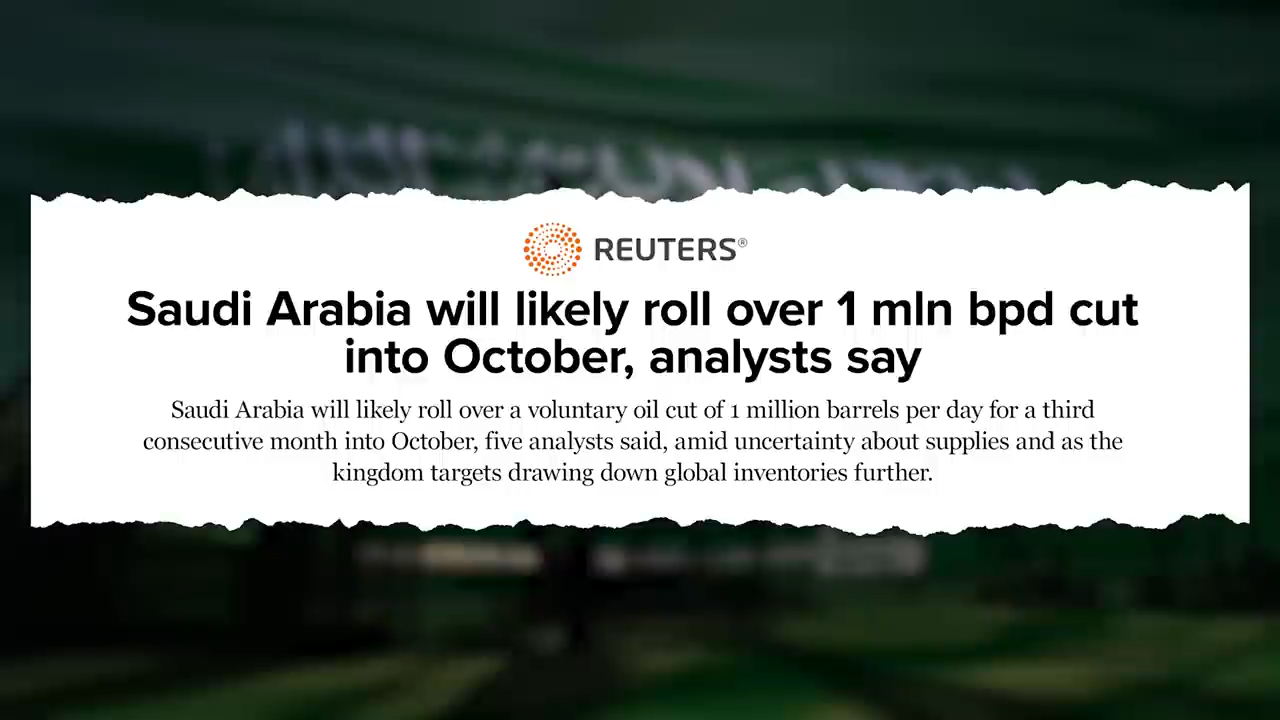 REUTERS®
Saudi Arabia will likely roll over 1 mln bpd cut
into October, analysts say
Saudi Arabia will likely roll over a voluntary oil cut of 1 million barrels per day for a third
consecutive month into October, five analysts said, amid uncertainty about supplies and as the
kingdom targets drawing down global inventories further.